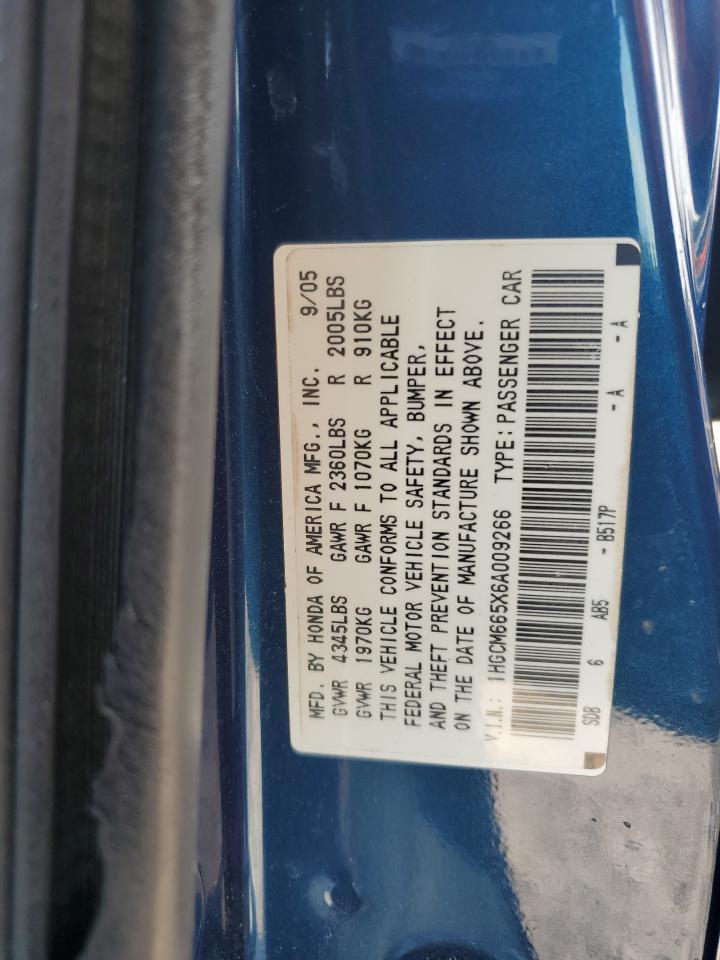 MFD. BY HONDA OF AMERICA MFG., INC. 9/05
GVWR 4345LBS GAWR F 2360LBS R 2005LBS
GVWR 1970KG GAWR F 1070KG R 910KG
THIS VEHICLE CONFORMS TO ALL APPLICABLE
FEDERAL MOTOR VEHICLE SAFETY, BUMPER,
AND THEFT PREVENTION STANDARDS IN EFFECT
ON THE DATE OF MANUFACTURE SHOWN ABOVE.
V.I.N.: 1HGCM665X6A009266 TYPE:PASSENGER CAR
SDB 6 AB5 -B517P -A -A